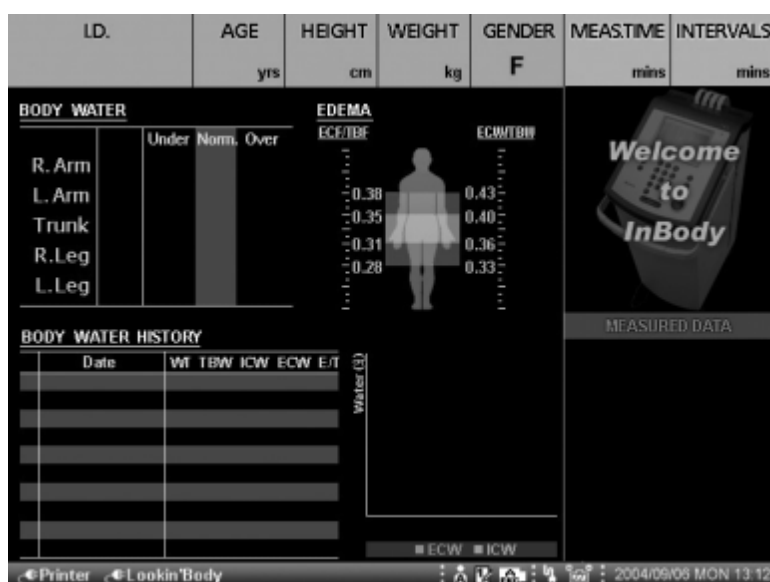 I.D. AGE HEIGHT WEIGHT GENDER MEAS.TIME INTERVALS
yrs cm kg F mins mins
BODY WATER
Under Norm. Over
R. Arm
L. Arm
Trunk
R.Leg
L.Leg
EDEMA
ECF/TBF ECW/TBW
0.38 0.43
0.35 0.40
0.31 0.36
0.28 0.33
Welcome
to
InBody
MEASURED DATA
BODY WATER HISTORY
Date WT TBW ICW ECW E/T
Water (ℓ)
ECW ICW
Printer Lookin'Body 2004/09/06 MON 13:12